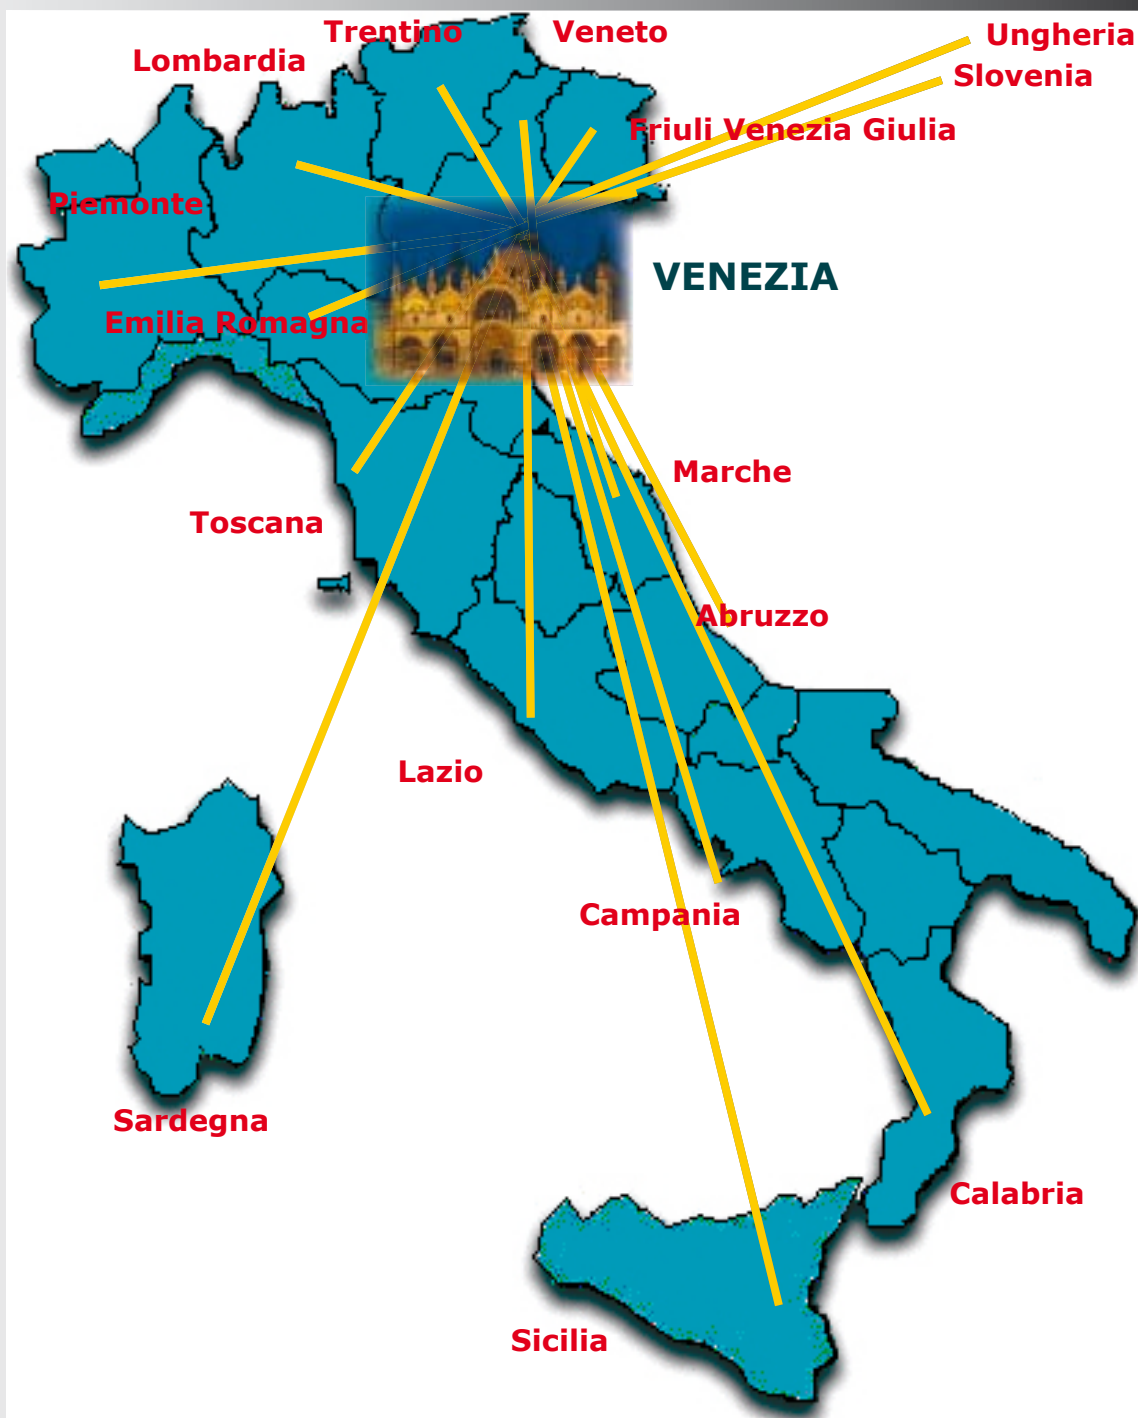 Trentino
Veneto
Ungheria
Lombardia
Slovenia
Friuli Venezia Giulia
Piemonte
VENEZIA
Emilia Romagna
Marche
Toscana
Abruzzo
Lazio
Campania
Sardegna
Calabria
Sicilia